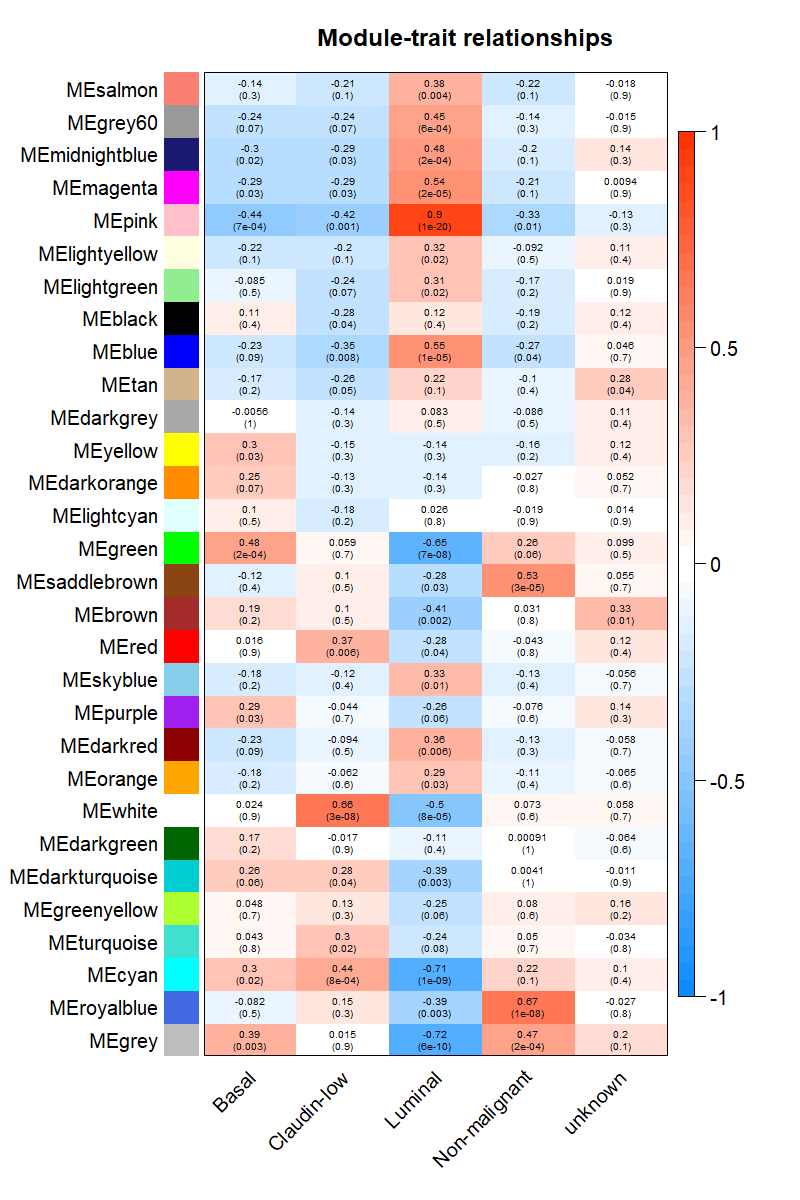 Module-trait relationships
MEsalmon -0.14 -0.21 0.38 -0.22 -0.018
(0.3) (0.1) (0.004) (0.1) (0.9)
MEgrey60 -0.24 -0.24 0.45 -0.14 -0.015
(0.07) (0.07) (6e-04) (0.3) (0.9)
MEmidnightblue -0.3 -0.29 0.48 -0.2 0.14
(0.02) (0.03) (2e-04) (0.1) (0.3)
MEmagenta -0.29 -0.29 0.54 -0.21 0.0094
(0.03) (0.03) (2e-05) (0.1) (0.9)
MEpink -0.44 -0.42 0.9 -0.33 -0.13
(7e-04) (0.001) (1e-20) (0.01) (0.3)
MElightyellow -0.22 -0.2 0.32 -0.092 0.11
(0.1) (0.1) (0.02) (0.5) (0.4)
MElightgreen -0.085 -0.24 0.31 -0.17 0.019
(0.5) (0.07) (0.02) (0.2) (0.9)
MEblack 0.11 -0.28 0.12 -0.19 0.12
(0.4) (0.04) (0.4) (0.2) (0.4)
MEblue -0.23 -0.35 0.55 -0.27 0.046
(0.09) (0.008) (1e-05) (0.04) (0.7)
MEtan -0.17 -0.26 0.22 -0.1 0.28
(0.2) (0.05) (0.1) (0.4) (0.04)
MEdarkgrey -0.0056 -0.14 0.083 -0.086 0.11
(1) (0.3) (0.5) (0.5) (0.4)
MEyellow 0.3 -0.15 -0.14 -0.16 0.12
(0.03) (0.3) (0.3) (0.2) (0.4)
MEdarkorange 0.25 -0.13 -0.14 -0.027 0.052
(0.07) (0.3) (0.3) (0.8) (0.7)
MElightcyan 0.1 -0.18 0.026 -0.019 0.014
(0.5) (0.2) (0.8) (0.9) (0.9)
MEgreen 0.48 0.059 -0.65 0.26 0.099
(2e-04) (0.7) (7e-08) (0.06) (0.5)
MEsaddlebrown -0.12 0.1 -0.28 0.53 0.055
(0.4) (0.5) (0.03) (3e-05) (0.7)
MEbrown 0.19 0.1 -0.41 0.031 0.33
(0.2) (0.5) (0.002) (0.8) (0.01)
MEred 0.016 0.37 -0.28 -0.043 0.12
(0.9) (0.006) (0.04) (0.8) (0.4)
MEskyblue -0.18 -0.12 0.33 -0.13 -0.056
(0.2) (0.4) (0.01) (0.4) (0.7)
MEpurple 0.29 -0.044 -0.26 -0.076 0.14
(0.03) (0.7) (0.06) (0.6) (0.3)
MEdarkred -0.23 -0.094 0.36 -0.13 -0.058
(0.09) (0.5) (0.006) (0.3) (0.7)
MEorange -0.18 -0.062 0.29 -0.11 -0.065
(0.2) (0.6) (0.03) (0.4) (0.6)
MEwhite 0.024 0.66 -0.5 0.073 0.058
(0.9) (3e-08) (8e-05) (0.6) (0.7)
MEdarkgreen 0.17 -0.017 -0.11 0.00091 -0.064
(0.2) (0.9) (0.4) (1) (0.6)
MEdarkturquoise 0.26 0.28 -0.39 0.0041 -0.011
(0.06) (0.04) (0.003) (1) (0.9)
MEgreenyellow 0.048 0.13 -0.25 0.08 0.16
(0.7) (0.3) (0.06) (0.6) (0.2)
MEturquoise 0.043 0.3 -0.24 0.05 -0.034
(0.8) (0.02) (0.08) (0.7) (0.8)
MEcyan 0.3 0.44 -0.71 0.22 0.1
(0.02) (8e-04) (1e-09) (0.1) (0.4)
MEroyalblue -0.082 0.15 -0.39 0.67 -0.027
(0.5) (0.3) (0.003) (1e-08) (0.8)
MEgrey 0.39 0.015 -0.72 0.47 0.2
(0.003) (0.9) (6e-10) (2e-04) (0.1)
Basal
Claudin-low
Luminal
Non-malignant
unknown
1
0.5
0
-0.5
-1